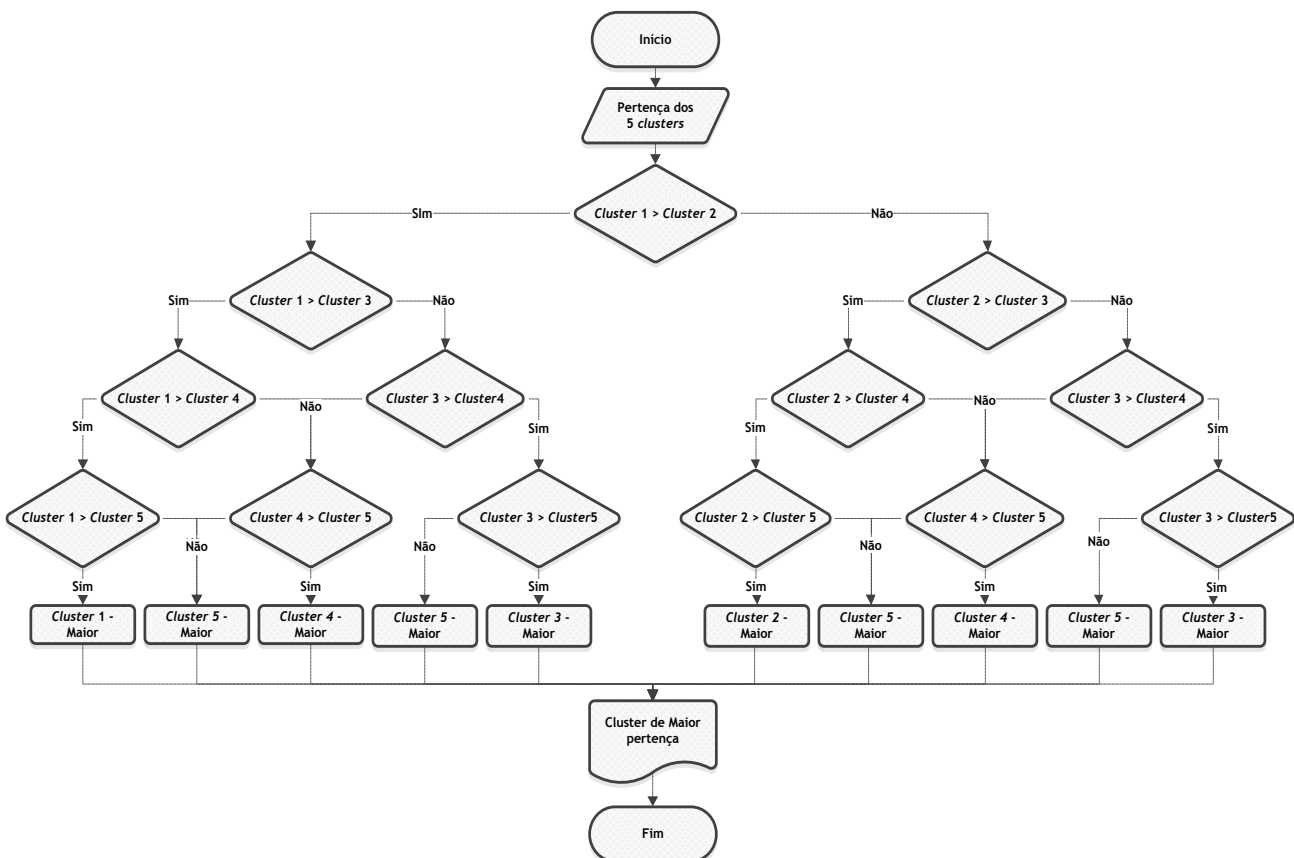 Início
Pertença dos
5 clusters
Cluster 1 > Cluster 2
SIm
Não
Cluster 1 > Cluster 3
Sim
Não
Cluster 2 > Cluster 3
Sim
Não
Cluster 1 > Cluster 4
Cluster 3 > Cluster4
Cluster 2 > Cluster 4
Cluster 3 > Cluster4
Sim
Não
Sim
Sim
Não
Sim
Cluster 1 > Cluster 5
Cluster 4 > Cluster 5
Cluster 3 > Cluster5
Cluster 2 > Cluster 5
Cluster 4 > Cluster 5
Cluster 3 > Cluster5
Não
Não
Não
Não
Sim
Sim
Sim
Sim
Sim
Sim
Cluster 1 -
Maior
Cluster 5 -
Maior
Cluster 4 -
Maior
Cluster 5 -
Maior
Cluster 3 -
Maior
Cluster 2 -
Maior
Cluster 5 -
Maior
Cluster 4 -
Maior
Cluster 5 -
Maior
Cluster 3 -
Maior
Cluster de Maior
pertença
Fim